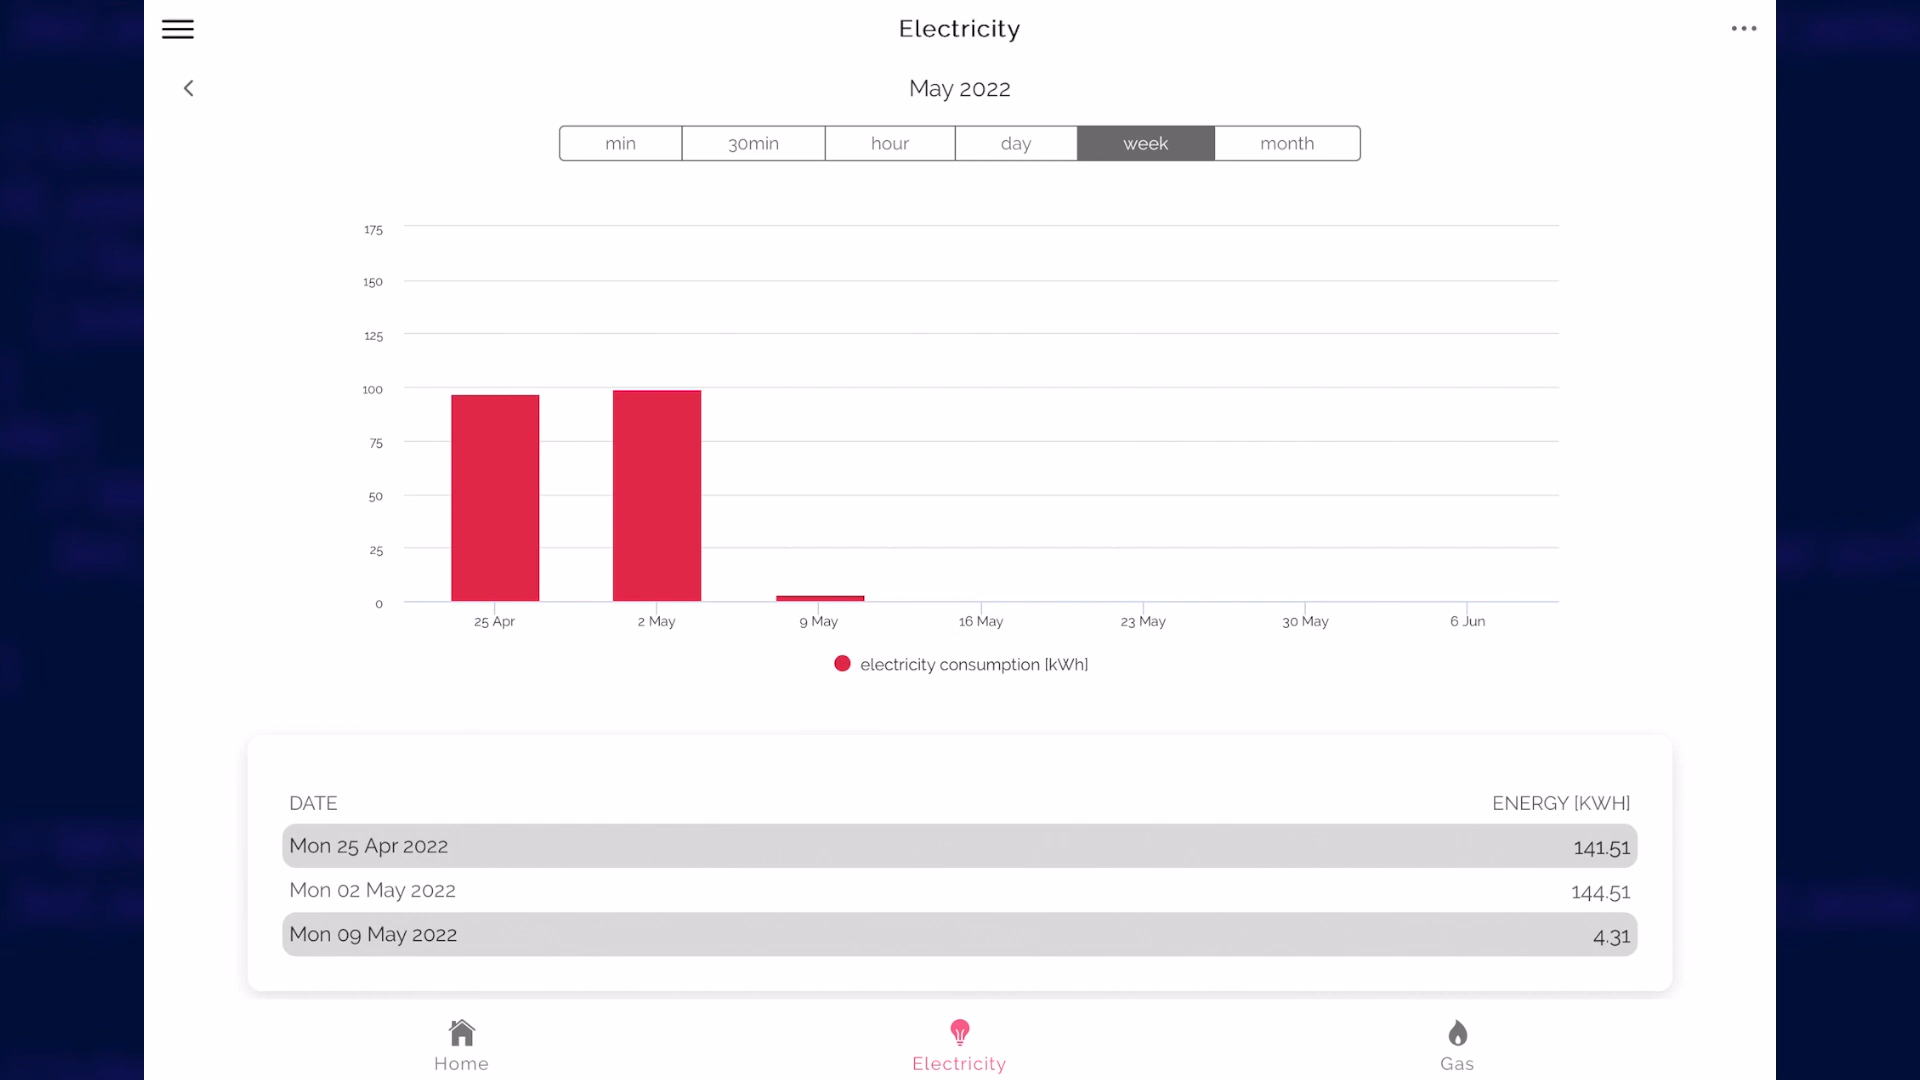 Electricity
May 2022
min 30min hour day week month
175
150
125
100
75
50
25
0
25 Apr 2 May 9 May 16 May 23 May 30 May 6 Jun
electricity consumption [kWh]
DATE ENERGY [KWH]
Mon 25 Apr 2022 141.51
Mon 02 May 2022 144.51
Mon 09 May 2022 4.31
Home Electricity Gas